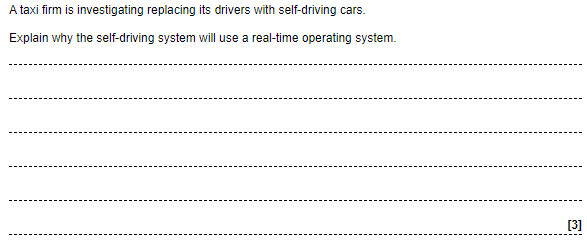 A taxi firm is investigating replacing its drivers with self-driving cars.
Explain why the self-driving system will use a real-time operating system.
[3]